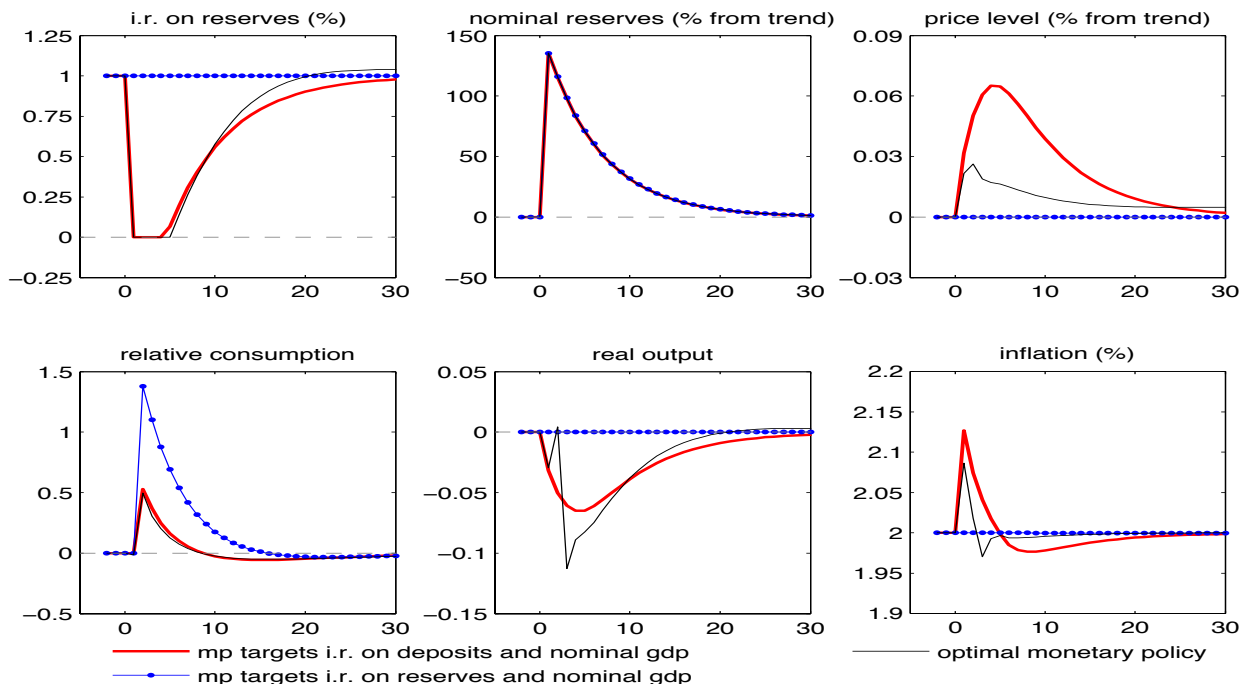 i.r. on reserves (%)
nominal reserves (% from trend)
price level (% from trend)
1.25
1
0.75
0.5
0.25
0
−0.25
0 10 20 30
150
100
50
0
−50
0 10 20 30
0.09
0.06
0.03
0
−0.03
0 10 20 30
relative consumption
real output
inflation (%)
1.5
1
0.5
0
−0.5
0 10 20 30
0.05
0
−0.05
−0.1
−0.15
0 10 20 30
2.2
2.15
2.1
2.05
2
1.95
1.9
0 10 20 30
mp targets i.r. on deposits and nominal gdp
mp targets i.r. on reserves and nominal gdp
optimal monetary policy